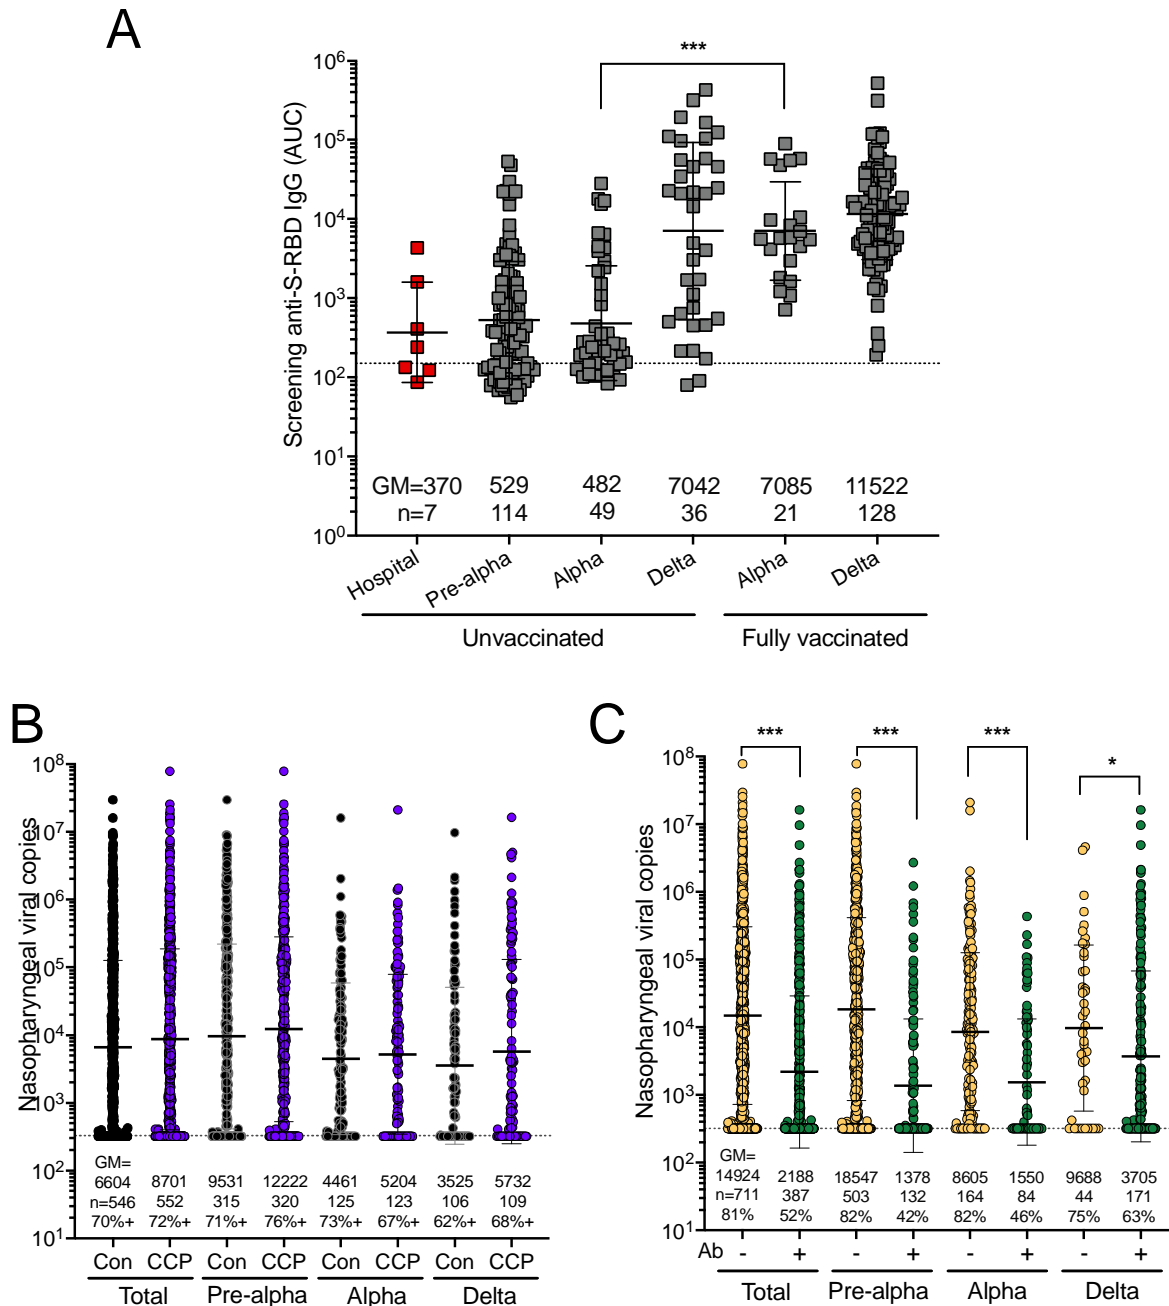 A
***
10^6
10^5
10^4
10^3
10^2
10^1
10^0
Screening anti-S-RBD IgG (AUC)
GM=370 529 482 7042 7085 11522
n=7 114 49 36 21 128
Hospital Pre-alpha Alpha Delta Alpha Delta
Unvaccinated Fully vaccinated
B
10^8
10^7
10^6
10^5
10^4
10^3
10^2
10^1
Nasopharyngeal viral copies
GM=
6604 8701 9531 12222 4461 5204 3525 5732
n=546 552 315 320 125 123 106 109
70%+ 72%+ 71%+ 76%+ 73%+ 67%+ 62%+ 68%+
Con CCP Con CCP Con CCP Con CCP
Total Pre-alpha Alpha Delta
C
*** *** *** *
10^8
10^7
10^6
10^5
10^4
10^3
10^2
10^1
Nasopharyngeal viral copies
GM=
14924 2188 18547 1378 8605 1550 9688 3705
n=711 387 503 132 164 84 44 171
81% 52% 82% 42% 82% 46% 75% 63%
Ab - + - + - + - +
Total Pre-alpha Alpha Delta